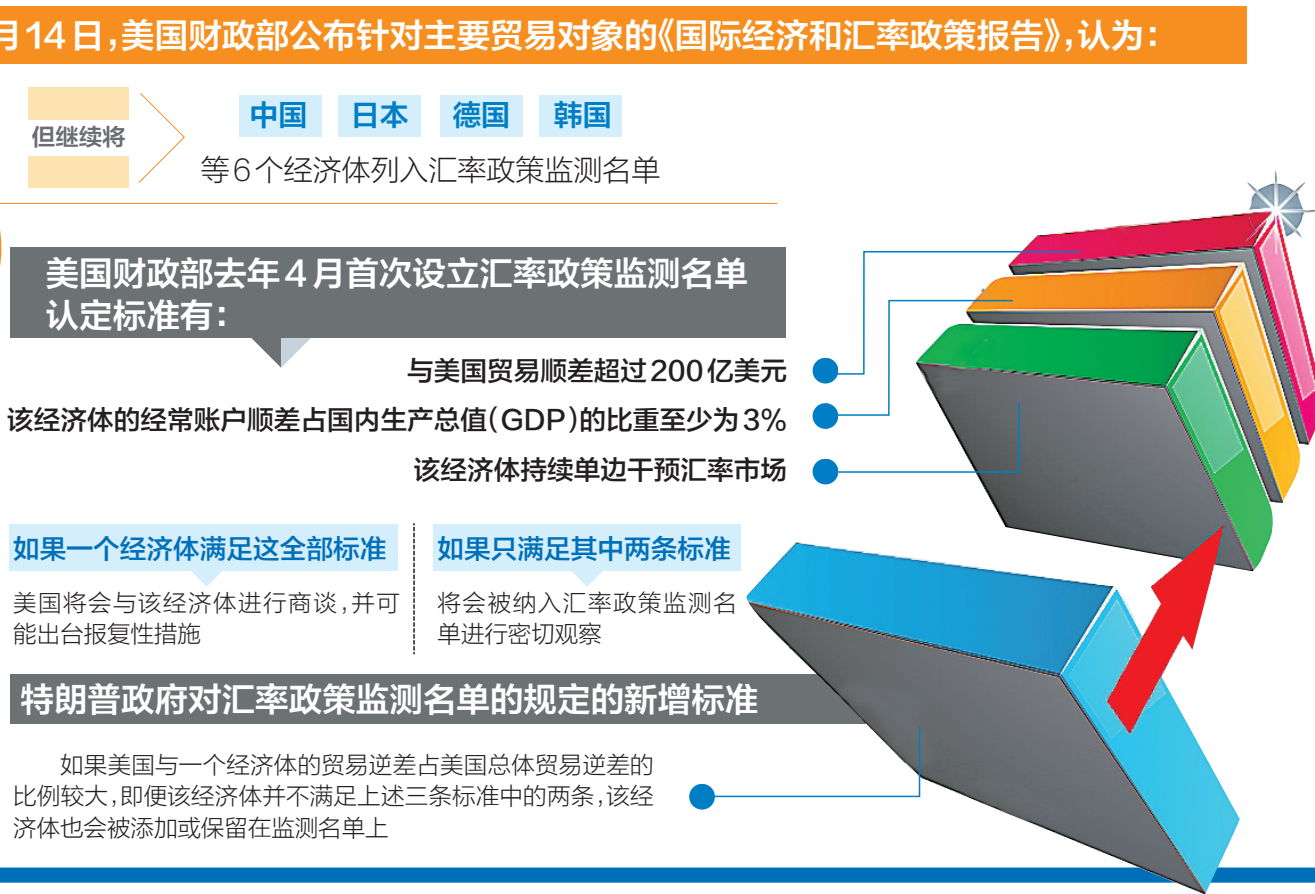 月14日,美国财政部公布针对主要贸易对象的《国际经济和汇率政策报告》,认为:
但继续将
中国 日本 德国 韩国
等6个经济体列入汇率政策监测名单
美国财政部去年4月首次设立汇率政策监测名单
认定标准有:
与美国贸易顺差超过200亿美元
该经济体的经常账户顺差占国内生产总值(GDP)的比重至少为3%
该经济体持续单边干预汇率市场
如果一个经济体满足这全部标准
美国将会与该经济体进行商谈,并可
能出台报复性措施
如果只满足其中两条标准
将会被纳入汇率政策监测名
单进行密切观察
特朗普政府对汇率政策监测名单的规定的新增标准
如果美国与一个经济体的贸易逆差占美国总体贸易逆差的
比例较大,即便该经济体并不满足上述三条标准中的两条,该经
济体也会被添加或保留在监测名单上